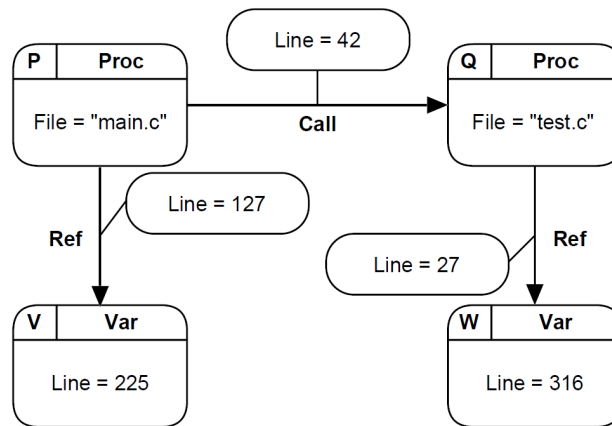 Line = 42
P Proc
Q Proc
File = "main.c"
File = "test.c"
Call
Line = 127
Ref
Ref
Line = 27
V Var
W Var
Line = 225
Line = 316